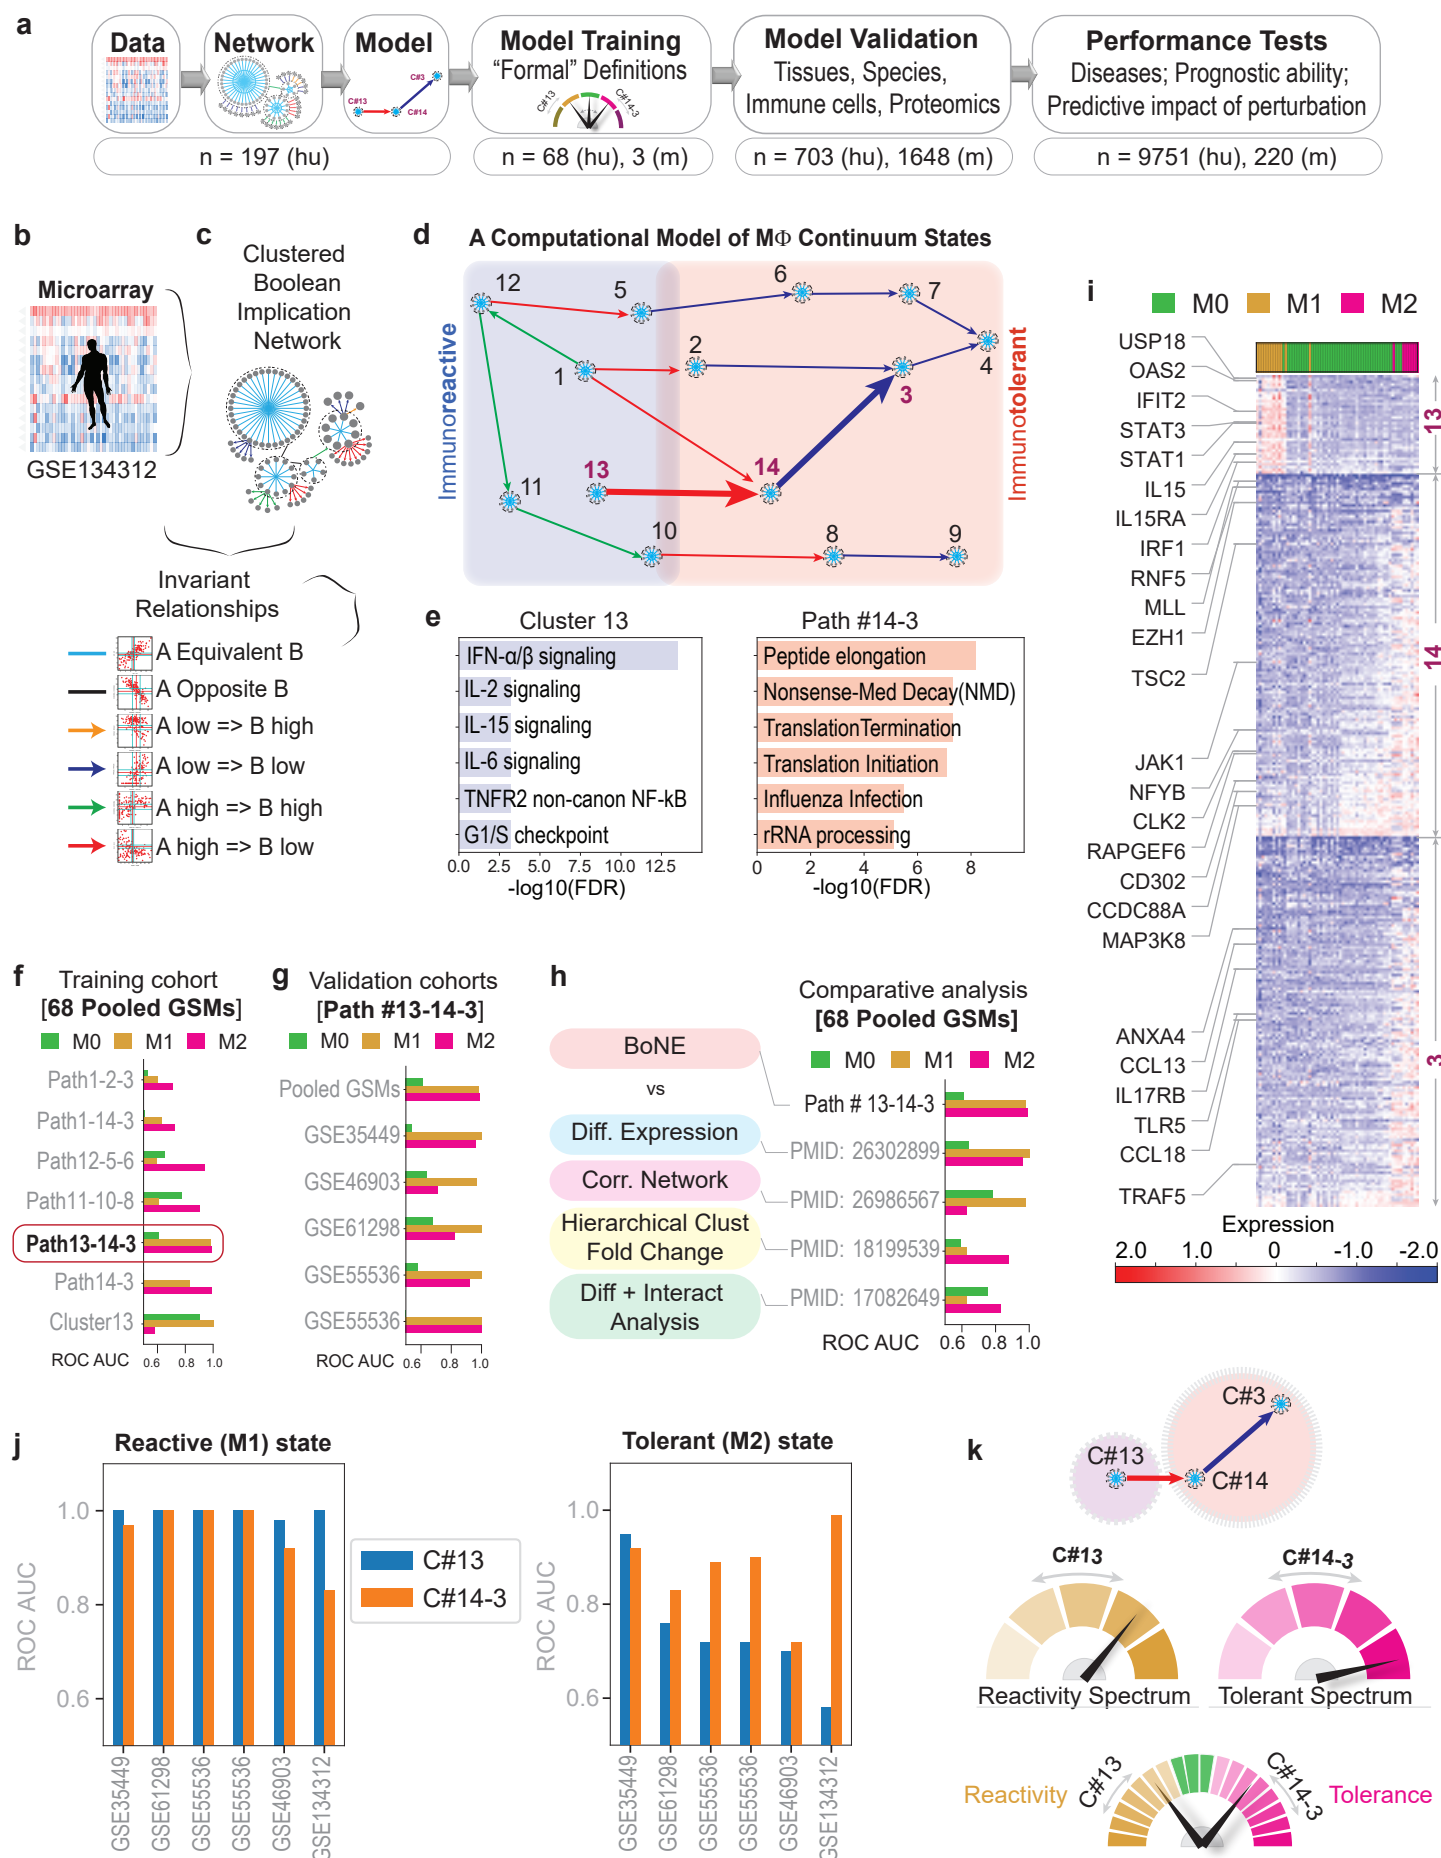 a
Data
Network
Model
C#3
C#13
C#14
Model Training
“Formal” Definitions
C#13
C#14-3
Model Validation
Tissues, Species,
Immune cells, Proteomics
Performance Tests
Diseases; Prognostic ability;
Predictive impact of perturbation
n = 197 (hu)
n = 68 (hu), 3 (m)
n = 703 (hu), 1648 (m)
n = 9751 (hu), 220 (m)
b
Microarray
GSE134312
c
Clustered
Boolean
Implication
Network
Invariant
Relationships
A Equivalent B
A Opposite B
A low => B high
A low => B low
A high => B high
A high => B low
d
A Computational Model of MΦ Continuum States
Immunoreactive
Immunotolerant
12
5
6
7
1
2
3
4
13
14
11
10
8
9
e
Cluster 13
IFN-α/β signaling
IL-2 signaling
IL-15 signaling
IL-6 signaling
TNFR2 non-canon NF-kB
G1/S checkpoint
0.0 2.5 5.0 7.5 10.0 12.5
-log10(FDR)
Path #14-3
Peptide elongation
Nonsense-Med Decay(NMD)
TranslationTermination
Translation Initiation
Influenza Infection
rRNA processing
0 2 4 6 8
-log10(FDR)
i
M0 M1 M2
USP18
OAS2
IFIT2
STAT3
STAT1
IL15
IL15RA
IRF1
RNF5
MLL
EZH1
TSC2
JAK1
NFYB
CLK2
RAPGEF6
CD302
CCDC88A
MAP3K8
ANXA4
CCL13
IL17RB
TLR5
CCL18
TRAF5
13
14
3
Expression
2.0 1.0 0 -1.0 -2.0
f
Training cohort
[68 Pooled GSMs]
M0 M1 M2
Path1-2-3
Path1-14-3
Path12-5-6
Path11-10-8
Path13-14-3
Path14-3
Cluster13
ROC AUC 0.6 0.8 1.0
g
Validation cohorts
[Path #13-14-3]
M0 M1 M2
Pooled GSMs
GSE35449
GSE46903
GSE61298
GSE55536
GSE55536
ROC AUC 0.6 1.0
h
Comparative analysis
[68 Pooled GSMs]
M0 M1 M2
BoNE
vs
Diff. Expression
Corr. Network
Hierarchical Clust
Fold Change
Diff + Interact
Analysis
Path # 13-14-3
PMID: 26302899
PMID: 26986567
PMID: 18199539
PMID: 17082649
ROC AUC 0.6 0.8 1.0
j
Reactive (M1) state
ROC AUC
1.0
0.8
0.6
GSE35449
GSE61298
GSE55536
GSE55536
GSE46903
GSE134312
C#13
C#14-3
Tolerant (M2) state
ROC AUC
1.0
0.8
0.6
GSE35449
GSE61298
GSE55536
GSE55536
GSE46903
GSE134312
k
C#3
C#13
C#14
C#13
Reactivity Spectrum
C#14-3
Tolerant Spectrum
Reactivity
C#13
C#14-3
Tolerance